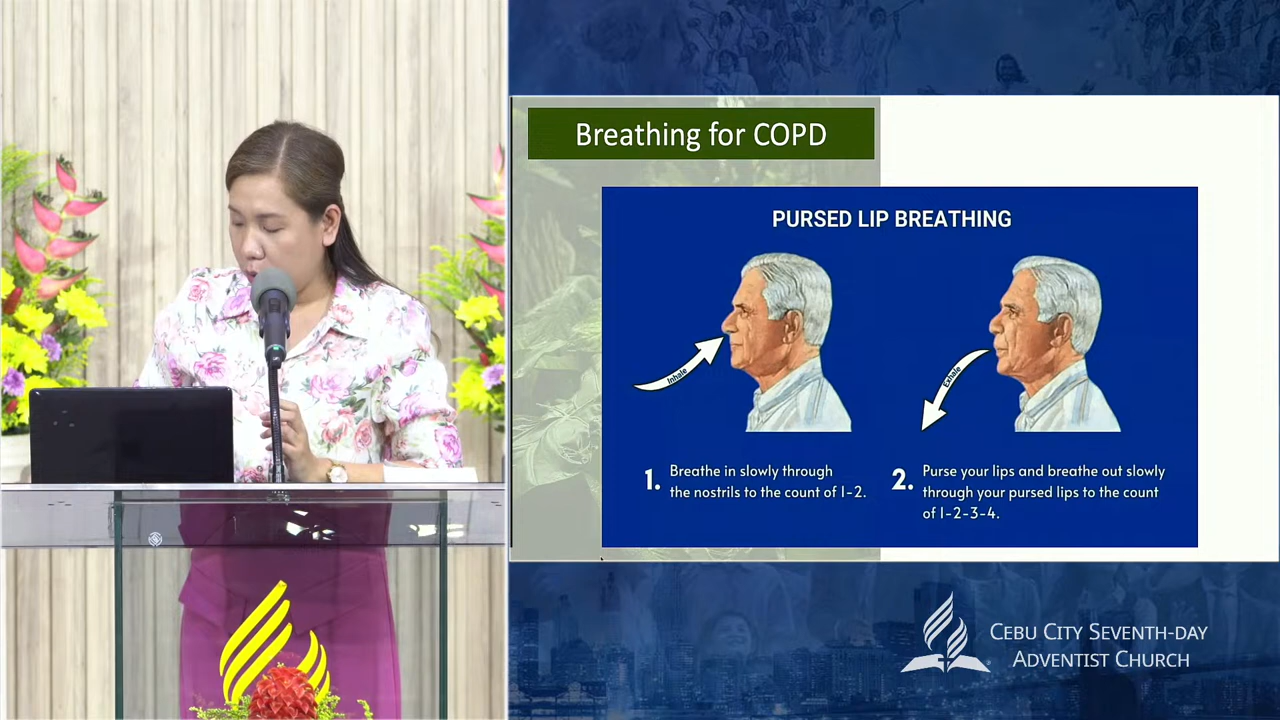 Breathing for COPD
PURSED LIP BREATHING
Inhale
Exhale
1. Breathe in slowly through
the nostrils to the count of 1-2.
2. Purse your lips and breathe out slowly
through your pursed lips to the count
of 1-2-3-4.
CEBU CITY SEVENTH-DAY
ADVENTIST CHURCH